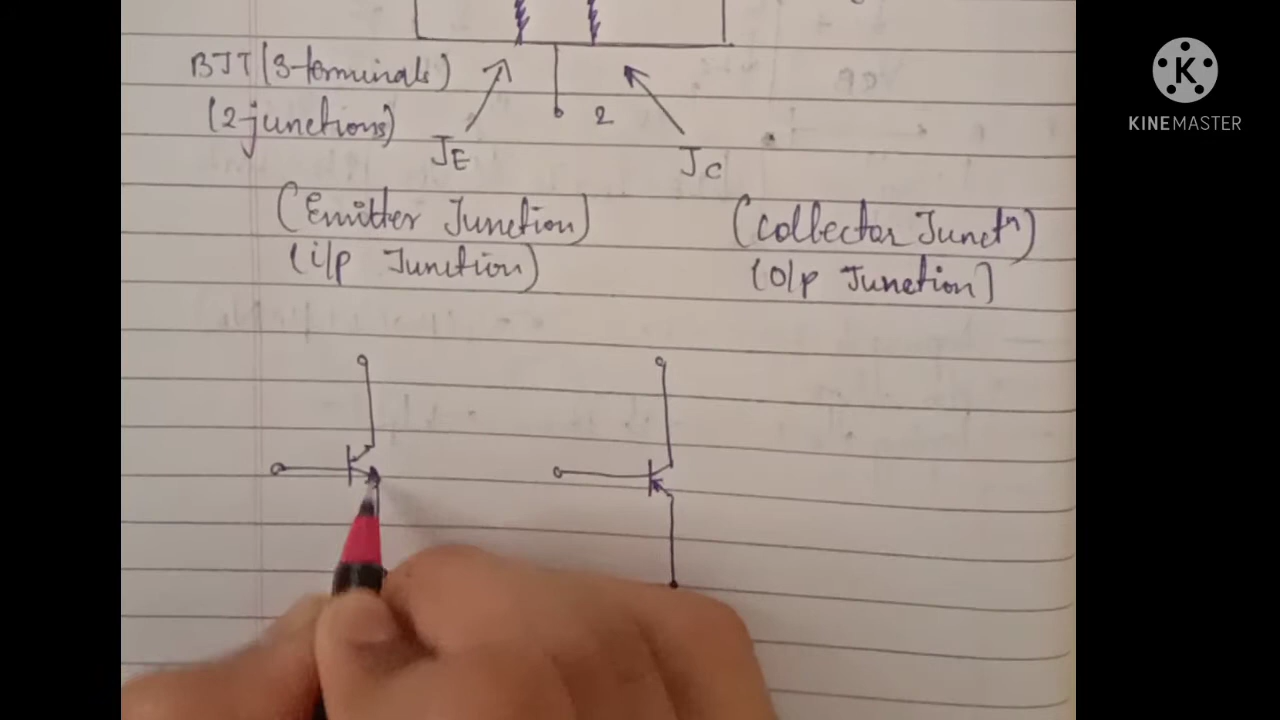 BJT (3-terminals)
(2-junctions)
2
JE
JC
(Emitter Junction)
(i/p Junction)
(Collector Junctn)
(O/p Junction)
K
KINEMASTER